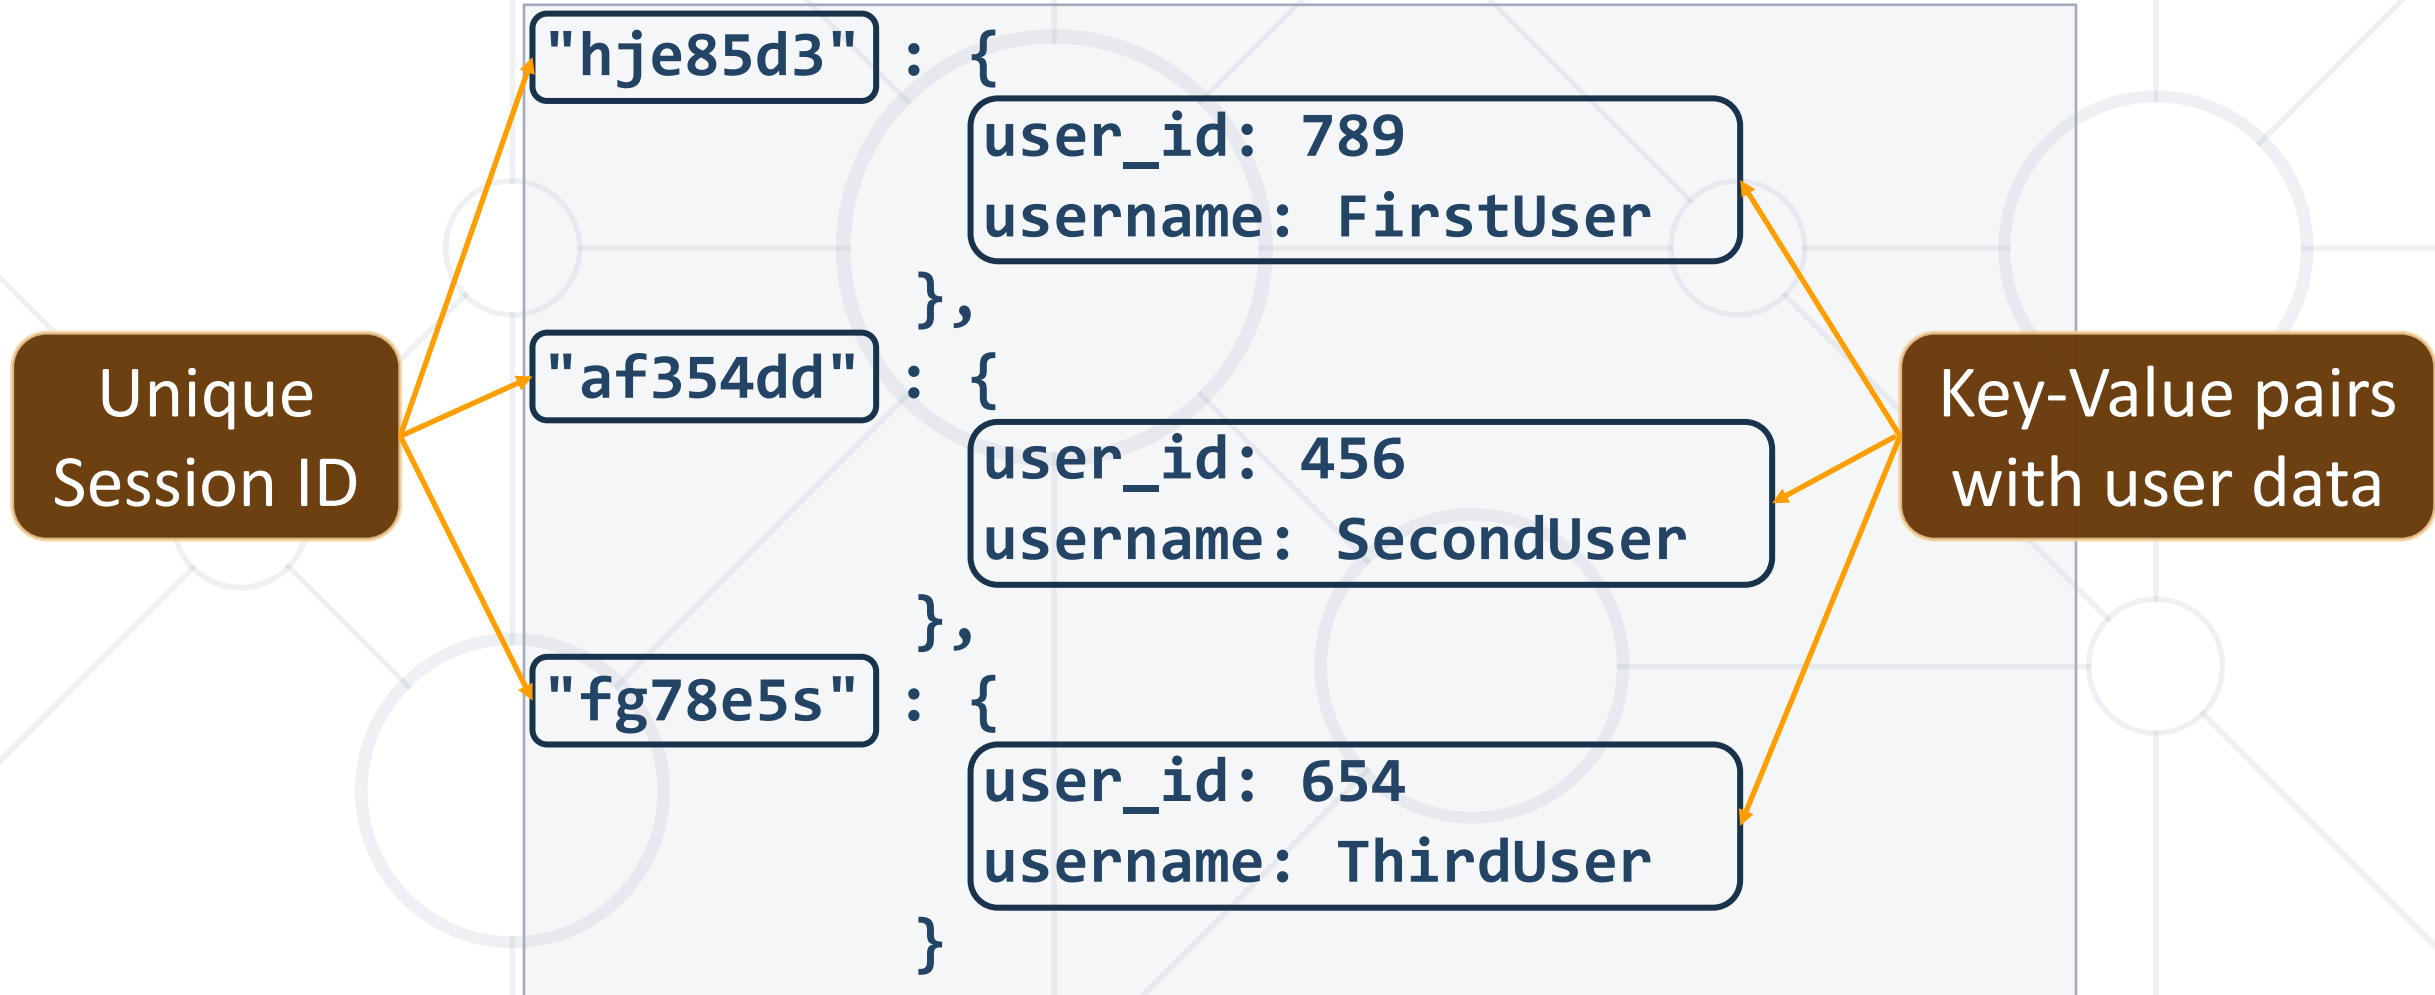 "hje85d3" : {
user_id: 789
username: FirstUser
},
Unique
Session ID
"af354dd" : {
user_id: 456
username: SecondUser
},
Key-Value pairs
with user data
"fg78e5s" : {
user_id: 654
username: ThirdUser
}